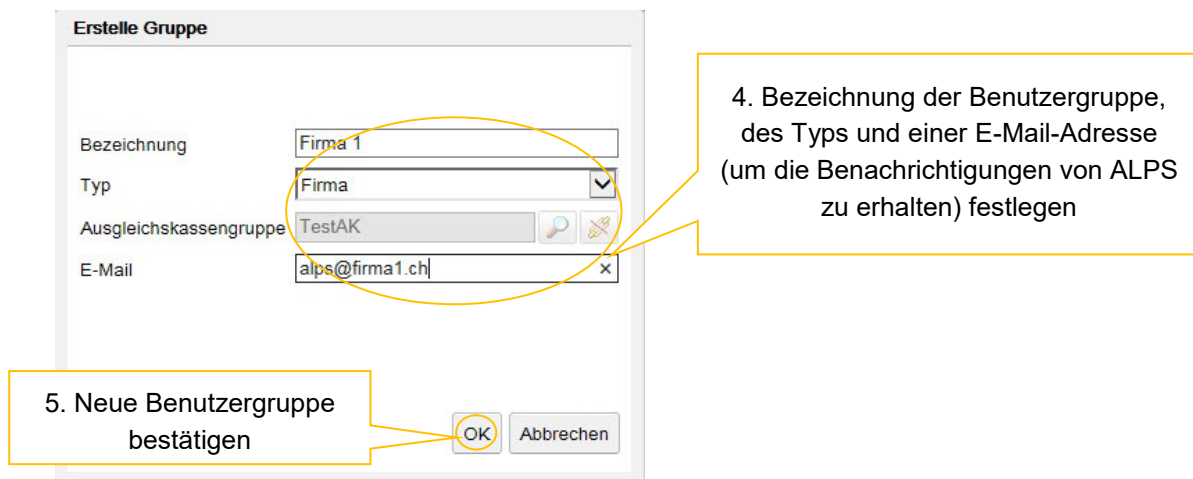 Erstelle Gruppe
Bezeichnung Firma 1
Typ Firma
Ausgleichskassengruppe TestAK
E-Mail alps@firma1.ch
4. Bezeichnung der Benutzergruppe,
des Typs und einer E-Mail-Adresse
(um die Benachrichtigungen von ALPS
zu erhalten) festlegen
5. Neue Benutzergruppe
bestätigen
OK Abbrechen